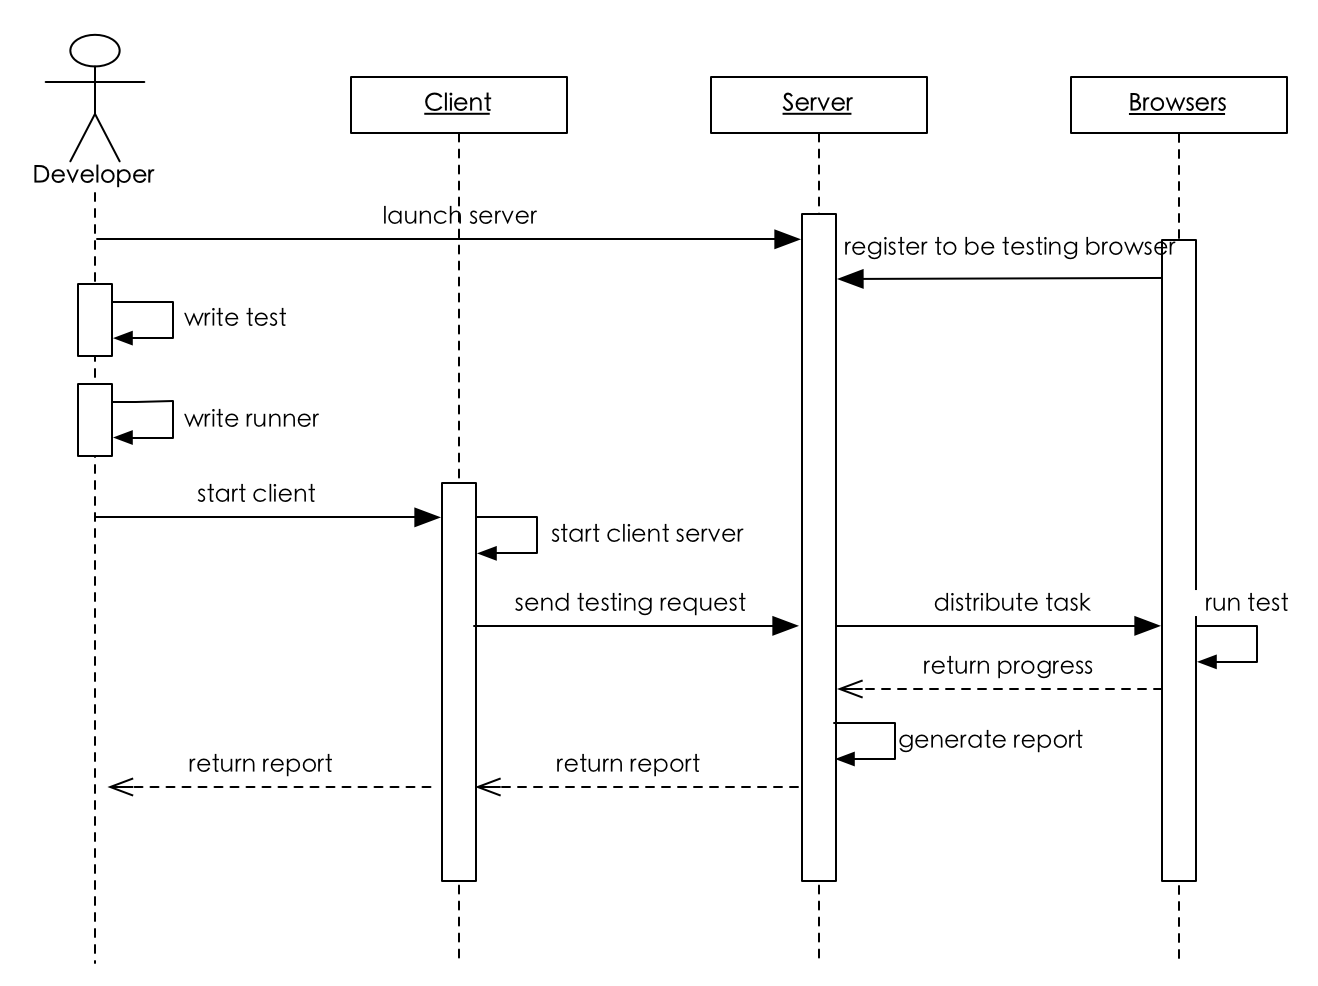 Developer
Client
Server
Browsers
launch server
register to be testing browser
write test
write runner
start client
start client server
send testing request
distribute task
run test
return progress
generate report
return report
return report